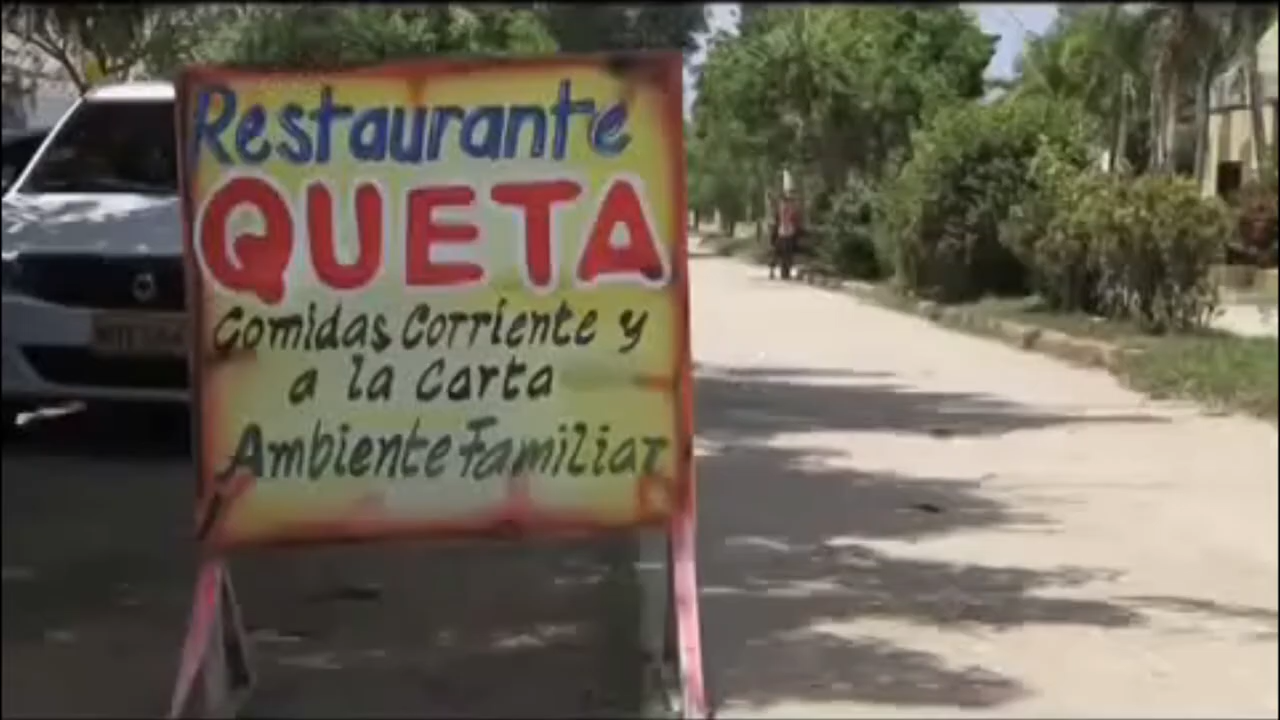 Restaurante
QUETA
Comidas Corriente y
a la Carta
Ambiente Familiar